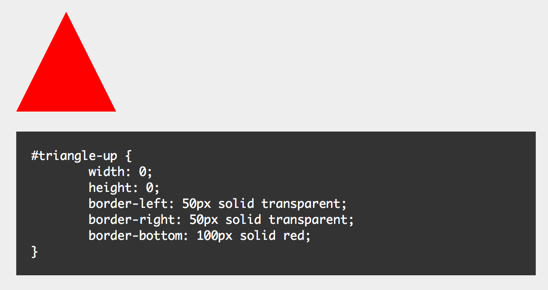 #triangle-up {
width: 0;
height: 0;
border-left: 50px solid transparent;
border-right: 50px solid transparent;
border-bottom: 100px solid red;
}